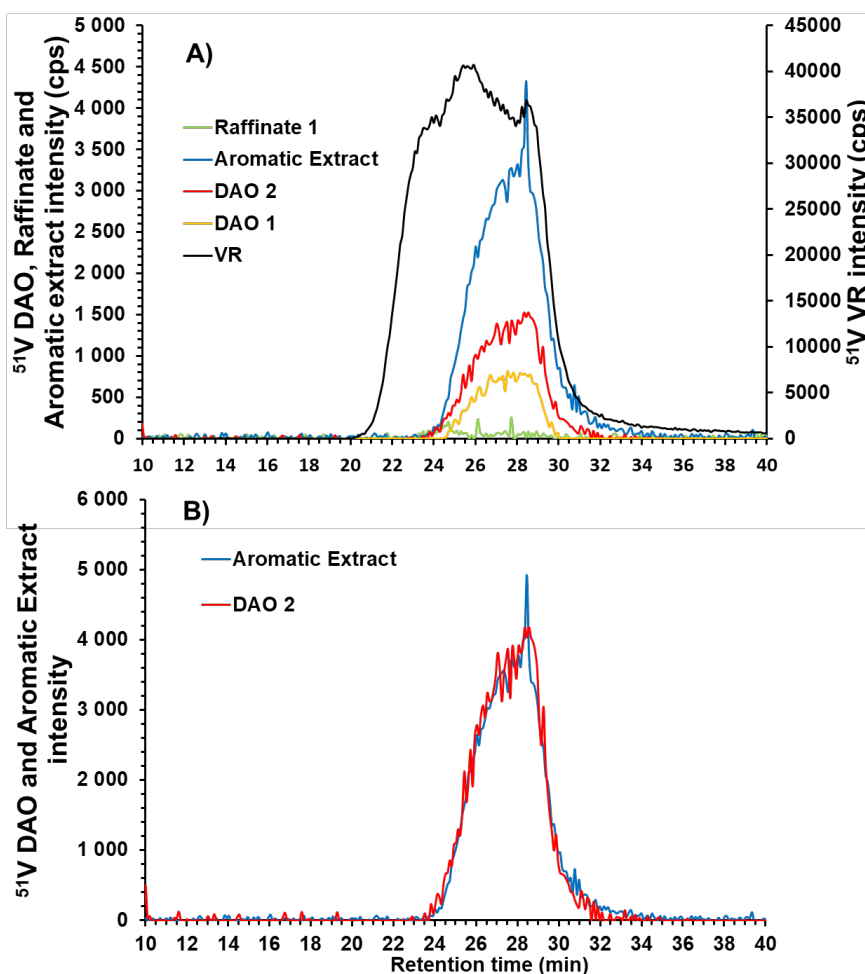 A)
⁵¹V DAO, Raffinate and
Aromatic extract intensity (cps)
5 000
4 500
4 000
3 500
3 000
2 500
2 000
1 500
1 000
500
0
Raffinate 1
Aromatic Extract
DAO 2
DAO 1
VR
45000
40000
35000
30000
25000
20000
15000
10000
5000
0
⁵¹V VR intensity (cps)
10 12 14 16 18 20 22 24 26 28 30 32 34 36 38 40
B)
⁵¹V DAO and Aromatic Extract
intensity
6 000
5 000
4 000
3 000
2 000
1 000
0
Aromatic Extract
DAO 2
10 12 14 16 18 20 22 24 26 28 30 32 34 36 38 40
Retention time (min)